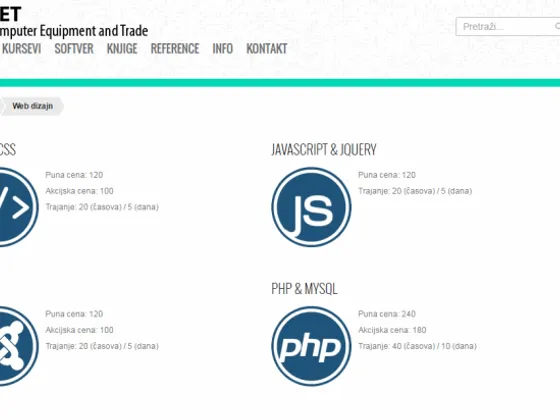 ET
mputer Equipment and Trade
Pretraži...
KURSEVI SOFTVER KNJIGE REFERENCE INFO KONTAKT
Web dizajn
CSS
Puna cena: 120
Akcijska cena: 100
Trajanje: 20 (časova) / 5 (dana)
JAVASCRIPT & JQUERY
JS
Puna cena: 120
Trajanje: 20 (časova) / 5 (dana)
Puna cena: 120
Akcijska cena: 100
Trajanje: 20 (časova) / 5 (dana)
PHP & MYSQL
php
Puna cena: 240
Akcijska cena: 180
Trajanje: 40 (časova) / 10 (dana)